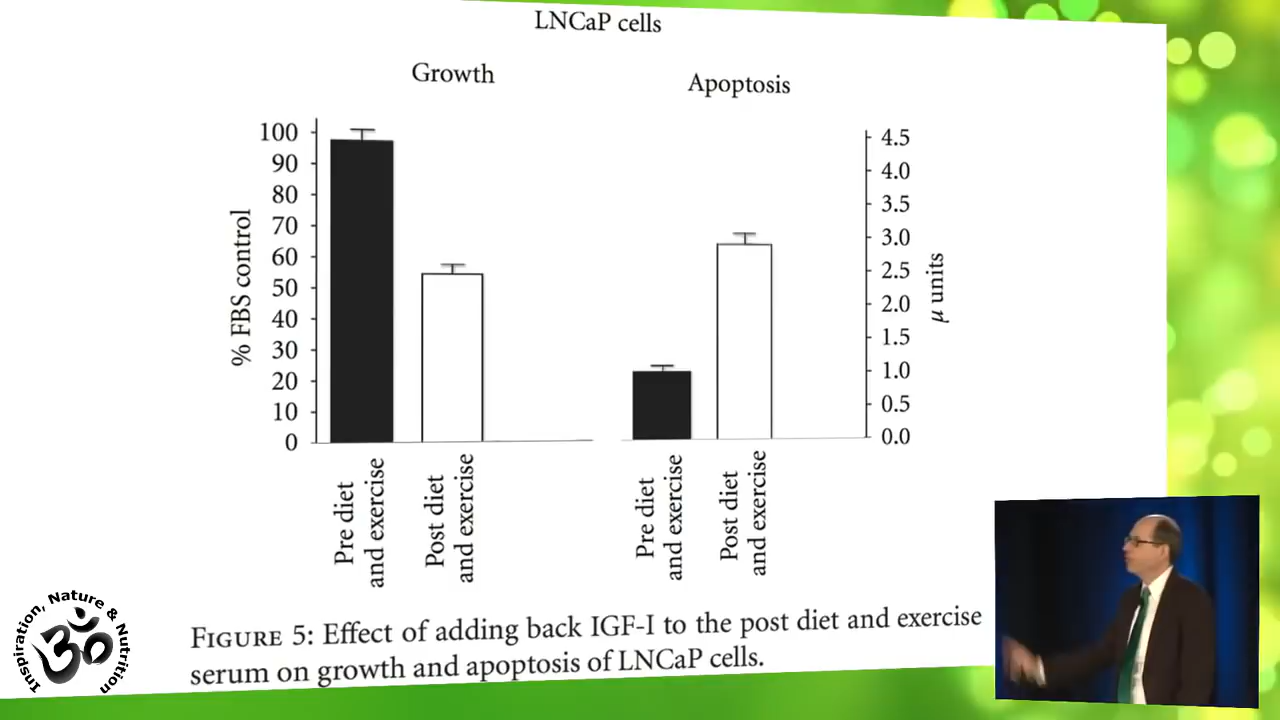 LNCaP cells
Growth
Apoptosis
% FBS control
100
90
80
70
60
50
40
30
20
10
0
Pre diet
and exercise
Post diet
and exercise
Pre diet
and exercise
Post diet
and exercise
4.5
4.0
3.5
3.0
2.5
2.0
1.5
1.0
0.5
0.0
μ units
FIGURE 5: Effect of adding back IGF-I to the post diet and exercise
serum on growth and apoptosis of LNCaP cells.
Inspiration, Nature & Nutrition
ॐ